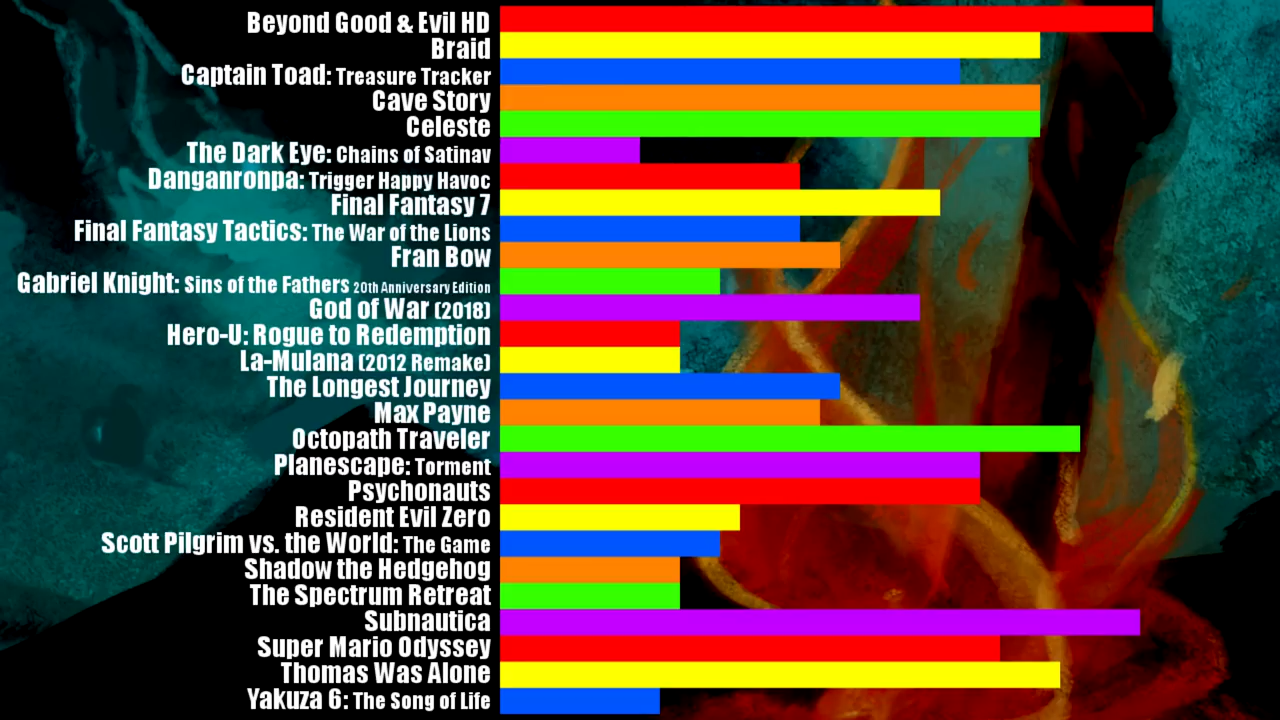 Beyond Good & Evil HD
Braid
Captain Toad: Treasure Tracker
Cave Story
Celeste
The Dark Eye: Chains of Satinav
Danganronpa: Trigger Happy Havoc
Final Fantasy 7
Final Fantasy Tactics: The War of the Lions
Fran Bow
Gabriel Knight: Sins of the Fathers 20th Anniversary Edition
God of War (2018)
Hero-U: Rogue to Redemption
La-Mulana (2012 Remake)
The Longest Journey
Max Payne
Octopath Traveler
Planescape: Torment
Psychonauts
Resident Evil Zero
Scott Pilgrim vs. the World: The Game
Shadow the Hedgehog
The Spectrum Retreat
Subnautica
Super Mario Odyssey
Thomas Was Alone
Yakuza 6: The Song of Life